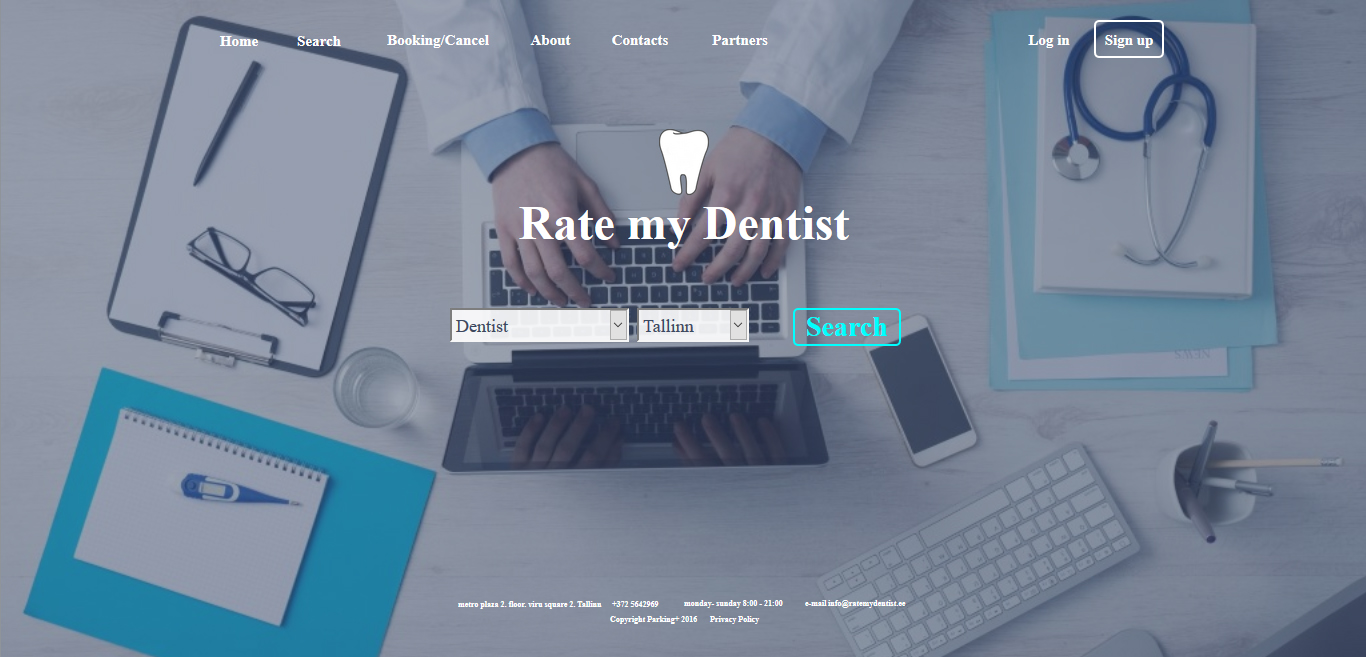 Home Search Booking/Cancel About Contacts Partners Log in Sign up
Rate my Dentist
Dentist Tallinn Search
NEWS
metro plaza 2. floor. viru square 2. Tallinn +372 5642969 monday- sunday 8:00 - 21:00 e-mail info@ratemydentist.ee
Copyright Parking+ 2016 Privacy Policy